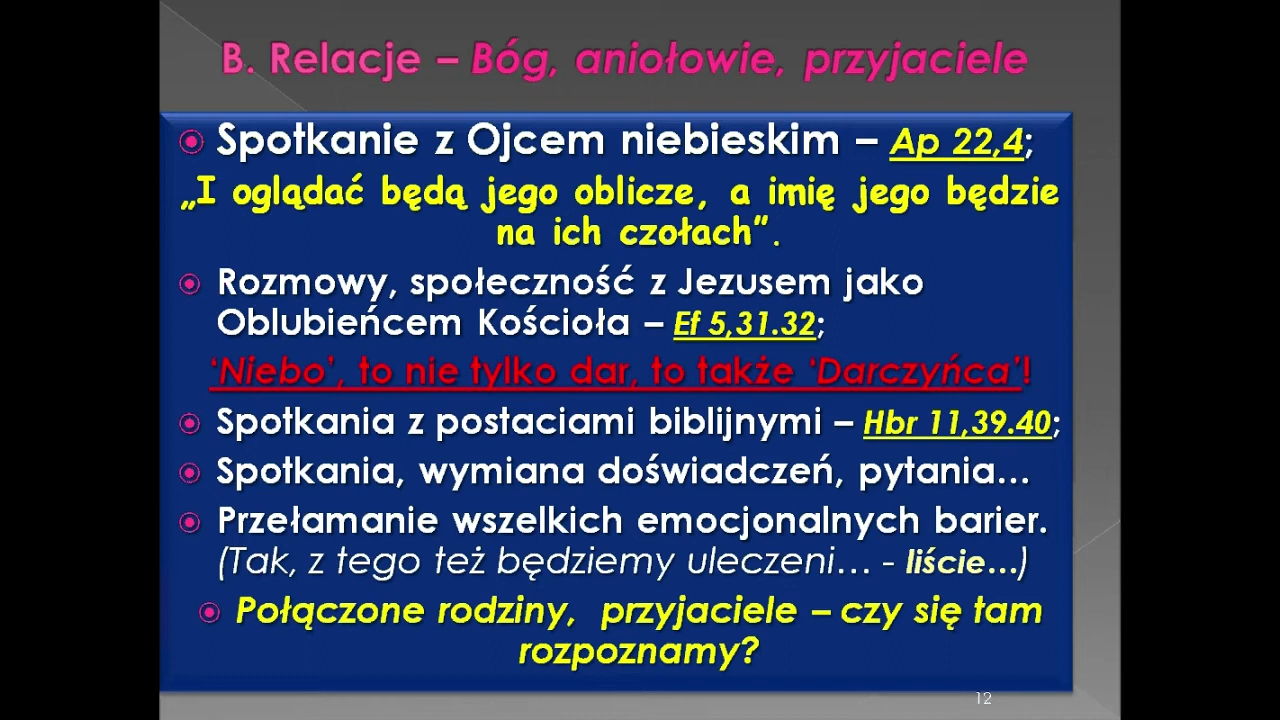 B. Relacje – Bóg, aniołowie, przyjaciele
Spotkanie z Ojcem niebieskim – Ap 22,4;
„I oglądać będą jego oblicze, a imię jego będzie
na ich czołach”.
Rozmowy, społeczność z Jezusem jako
Oblubieńcem Kościoła – Ef 5,31.32;
‘Niebo’, to nie tylko dar, to także ‘Darczyńca’!
Spotkania z postaciami biblijnymi – Hbr 11,39.40;
Spotkania, wymiana doświadczeń, pytania…
Przełamanie wszelkich emocjonalnych barier.
(Tak, z tego też będziemy uleczeni… - liście…)
Połączone rodziny, przyjaciele – czy się tam
rozpoznamy?
12